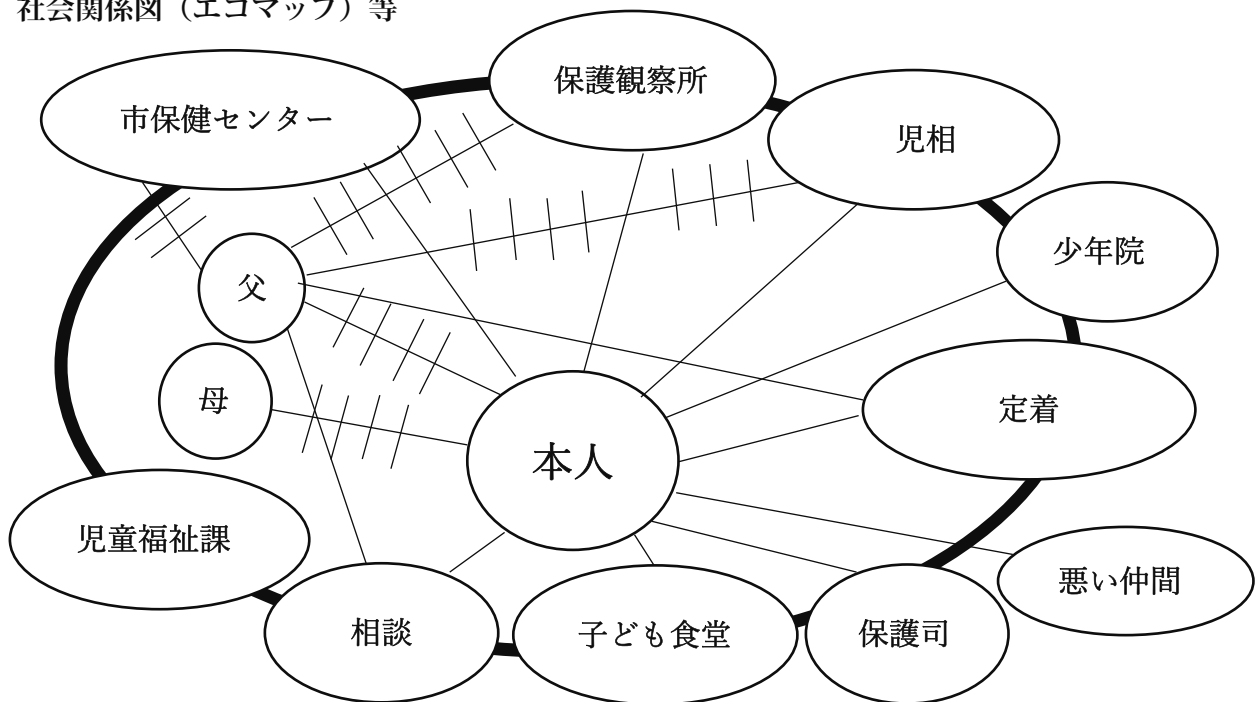 社会関係図（エコマップ）等
保護観察所
市保健センター
児相
少年院
父
母
定着
本人
児童福祉課
悪い仲間
相談
子ども食堂
保護司